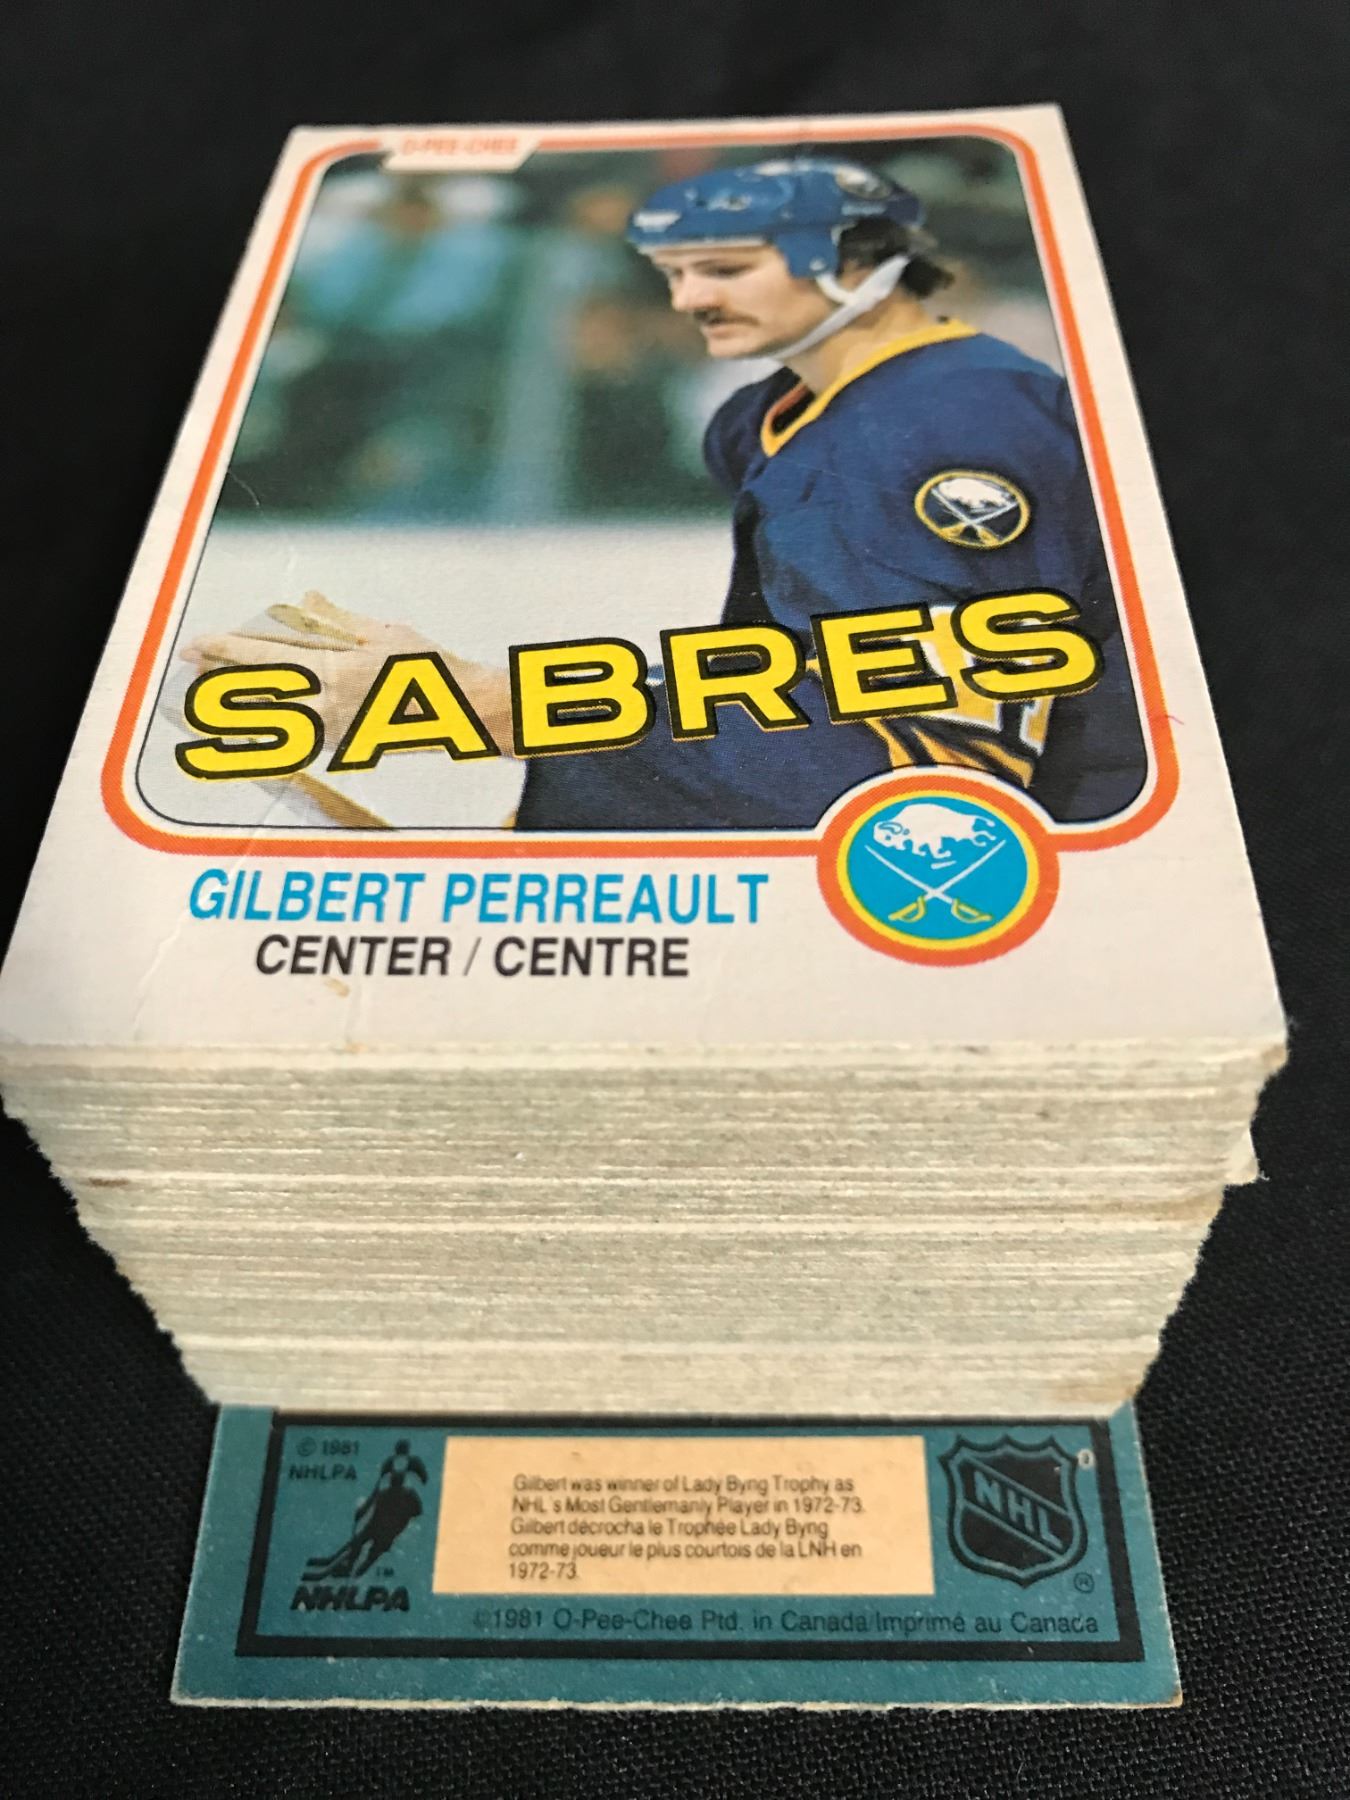 O-PEE-CHEE
SABRES
GILBERT PERREAULT
CENTER / CENTRE
© 1981
NHLPA
Gilbert was winner of Lady Byng Trophy as
NHL's Most Gentlemanly Player in 1972-73.
Gilbert décrocha le Trophée Lady Byng
comme joueur le plus courtois de la LNH en
1972-73.
TM
NHLPA
NHL
®
©1981 O-Pee-Chee Ptd. in Canada/Imprimé au Canada